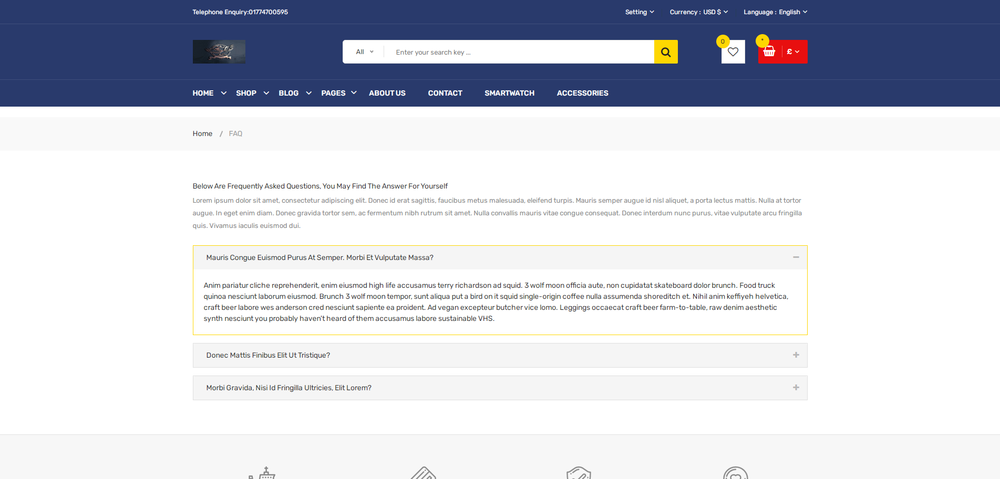 Telephone Enquiry:01774700595
Setting
Currency : USD $
Language : English
All
Enter your search key ...
0
*
£
HOME
SHOP
BLOG
PAGES
ABOUT US
CONTACT
SMARTWATCH
ACCESSORIES
Home / FAQ
Below Are Frequently Asked Questions, You May Find The Answer For Yourself
Lorem ipsum dolor sit amet, consectetur adipiscing elit. Donec id erat sagittis, faucibus metus malesuada, eleifend turpis. Mauris semper augue id nisl aliquet, a porta lectus mattis. Nulla at tortor
augue. In eget enim diam. Donec gravida tortor sem, ac fermentum nibh rutrum sit amet. Nulla convallis mauris vitae congue consequat. Donec interdum nunc purus, vitae vulputate arcu fringilla
quis. Vivamus iaculis euismod dui.
Mauris Congue Euismod Purus At Semper. Morbi Et Vulputate Massa?
Anim pariatur cliche reprehenderit, enim eiusmod high life accusamus terry richardson ad squid. 3 wolf moon officia aute, non cupidatat skateboard dolor brunch. Food truck
quinoa nesciunt laborum eiusmod. Brunch 3 wolf moon tempor, sunt aliqua put a bird on it squid single-origin coffee nulla assumenda shoreditch et. Nihil anim keffiyeh helvetica,
craft beer labore wes anderson cred nesciunt sapiente ea proident. Ad vegan excepteur butcher vice lomo. Leggings occaecat craft beer farm-to-table, raw denim aesthetic
synth nesciunt you probably haven't heard of them accusamus labore sustainable VHS.
Donec Mattis Finibus Elit Ut Tristique?
Morbi Gravida, Nisi Id Fringilla Ultricies, Elit Lorem?